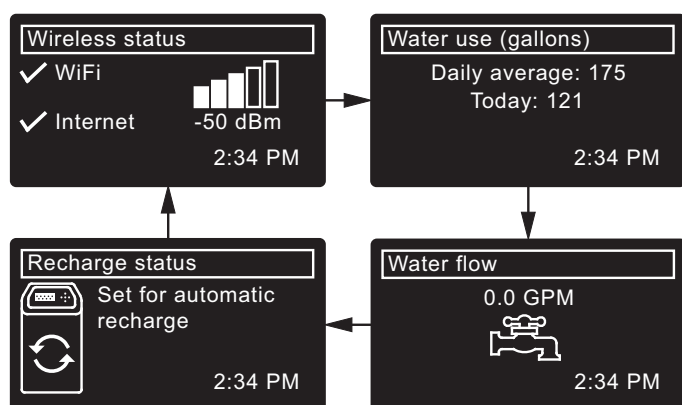 Wireless status
WiFi
Internet
-50 dBm
2:34 PM
Water use (gallons)
Daily average: 175
Today: 121
2:34 PM
Recharge status
Set for automatic
recharge
2:34 PM
Water flow
0.0 GPM
2:34 PM